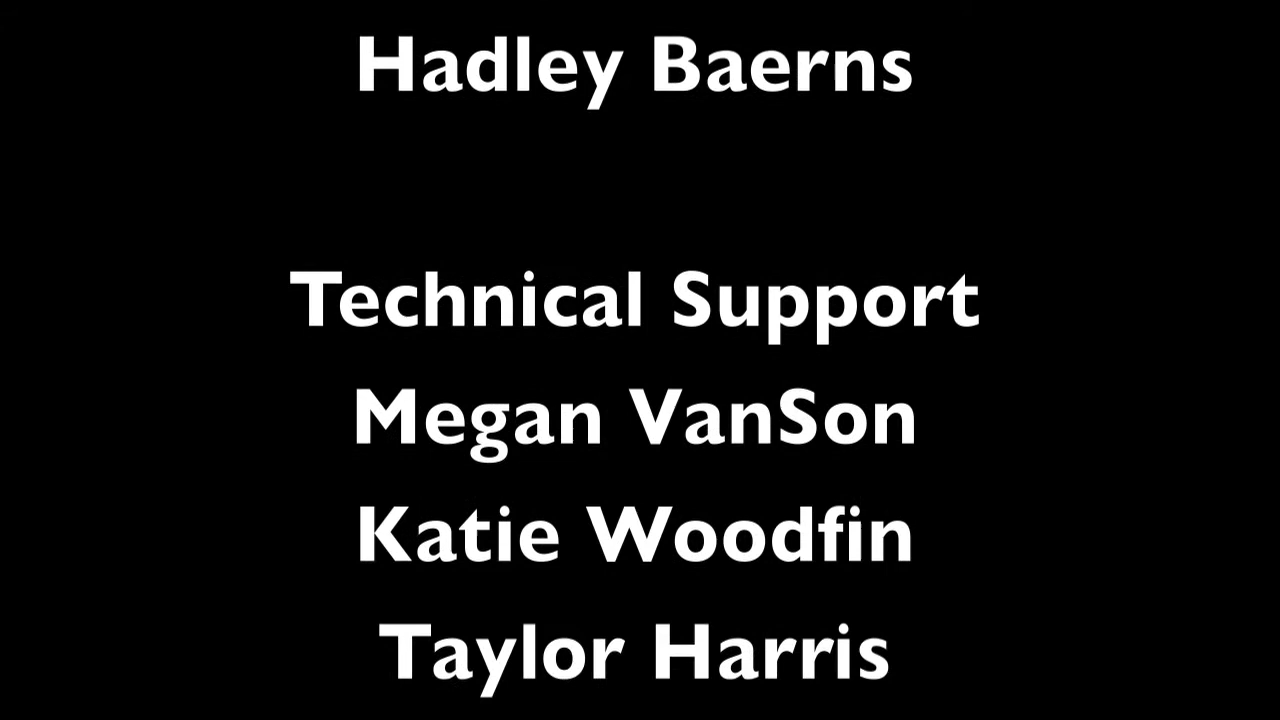 Hadley Baerns
Technical Support
Megan VanSon
Katie Woodfin
Taylor Harris